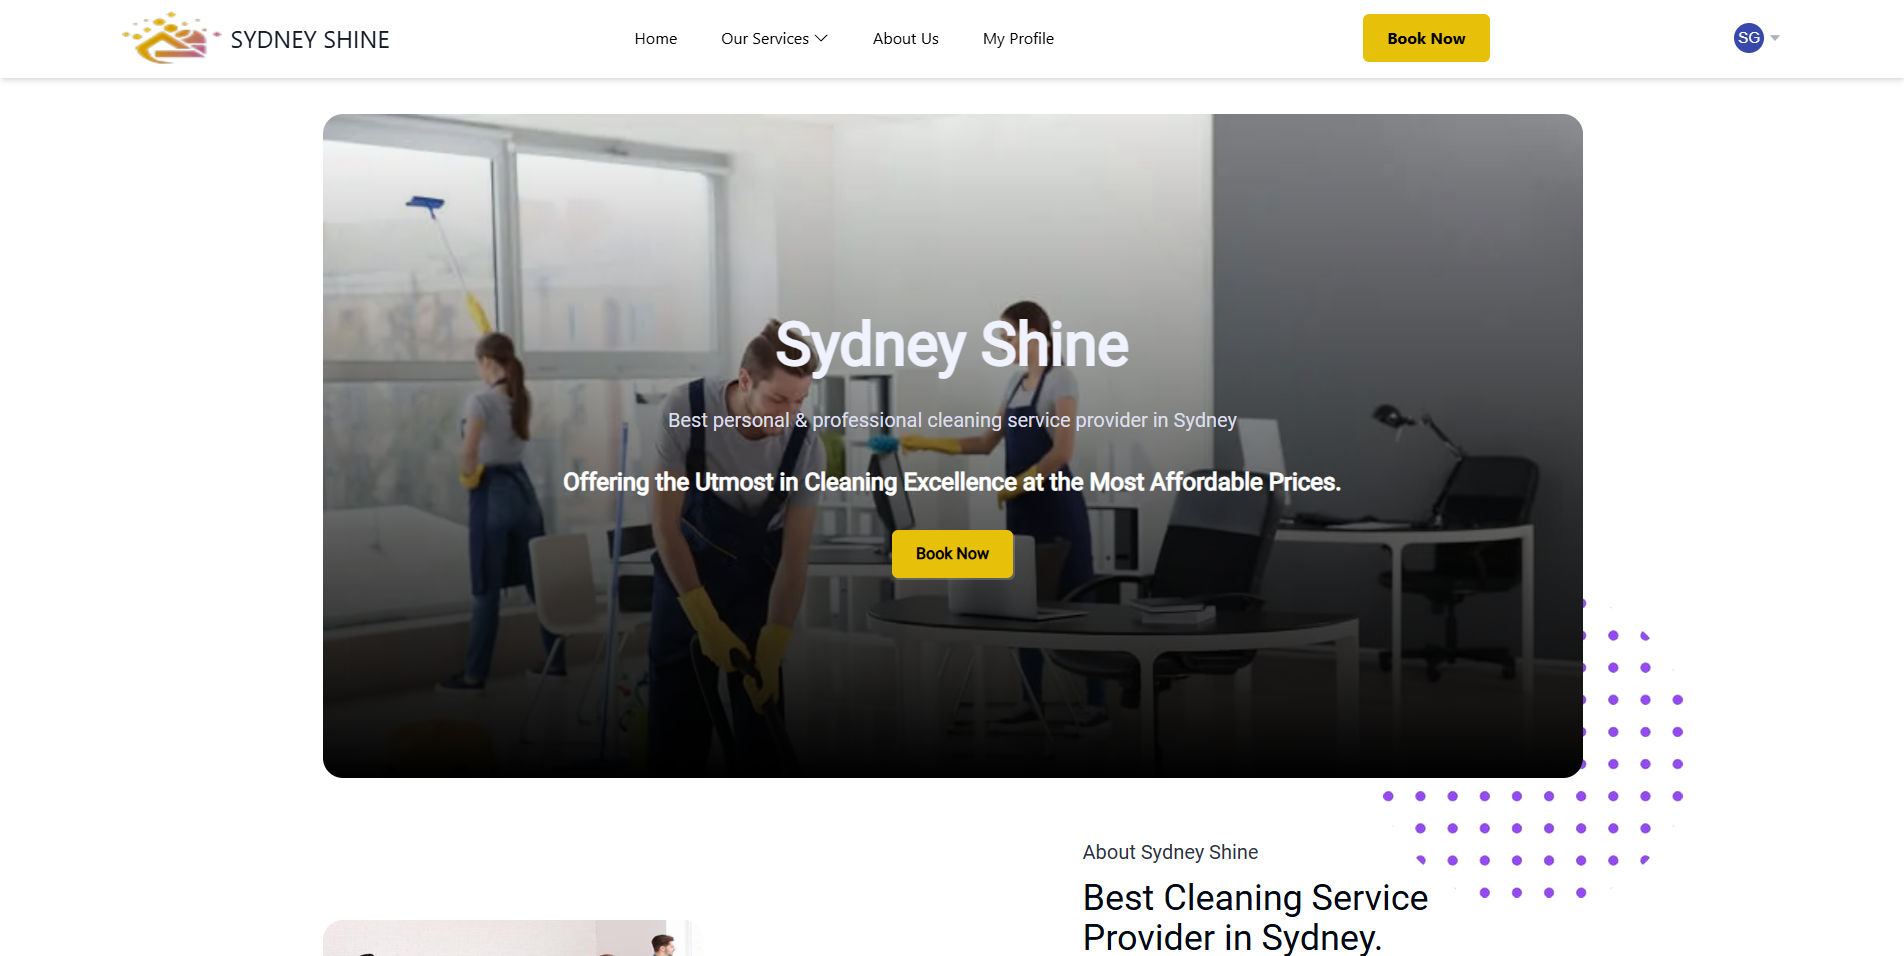 SYDNEY SHINE
Home
Our Services
About Us
My Profile
Book Now
SG
Sydney Shine
Best personal & professional cleaning service provider in Sydney
Offering the Utmost in Cleaning Excellence at the Most Affordable Prices.
Book Now
About Sydney Shine
Best Cleaning Service
Provider in Sydney.